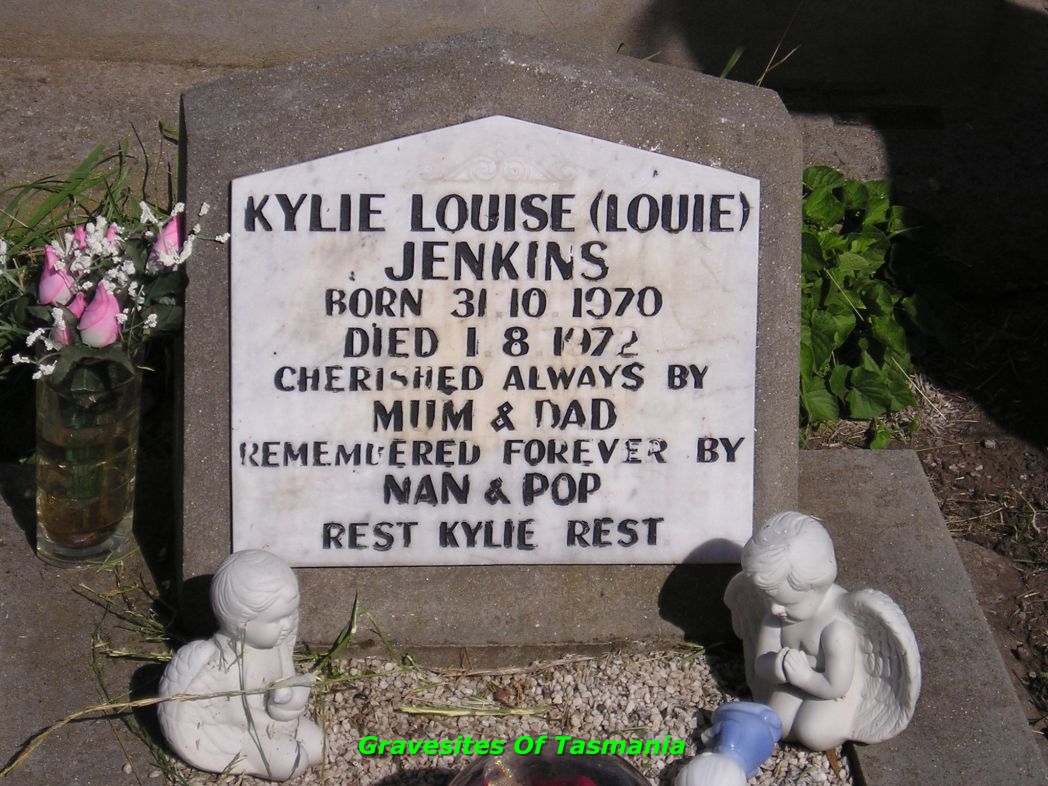 KYLIE LOUISE (LOUIE)
JENKINS
BORN 31.10.1970
DIED 1.8.1972
CHERISHED ALWAYS BY
MUM & DAD
REMEMBERED FOREVER BY
NAN & POP
REST KYLIE REST
Gravesites Of Tasmania